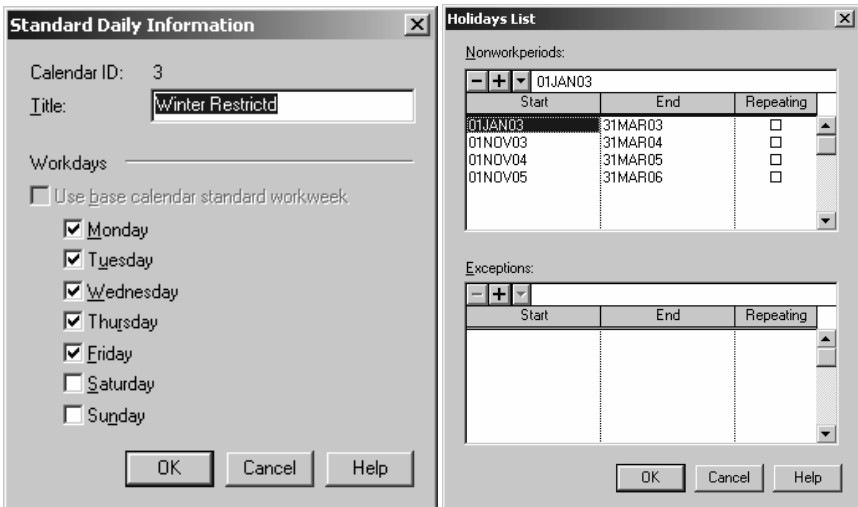 Standard Daily Information
Calendar ID: 3
Title: Winter Restrictd
Workdays
Use base calendar standard workweek
Monday
Tuesday
Wednesday
Thursday
Friday
Saturday
Sunday
OK Cancel Help
Holidays List
Nonworkperiods:
01JAN03
Start End Repeating
01JAN03 31MAR03
01NOV03 31MAR04
01NOV04 31MAR05
01NOV05 31MAR06
Exceptions:
Start End Repeating
OK Cancel Help